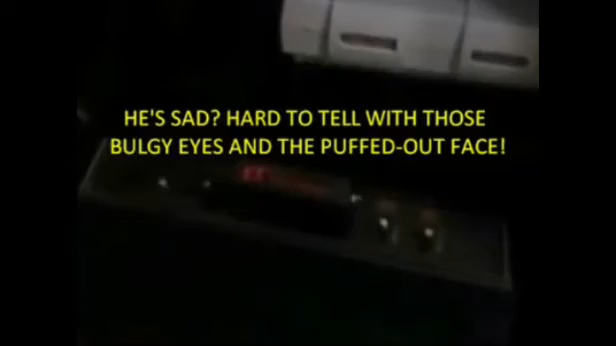 HE'S SAD? HARD TO TELL WITH THOSE
BULGY EYES AND THE PUFFED-OUT FACE!